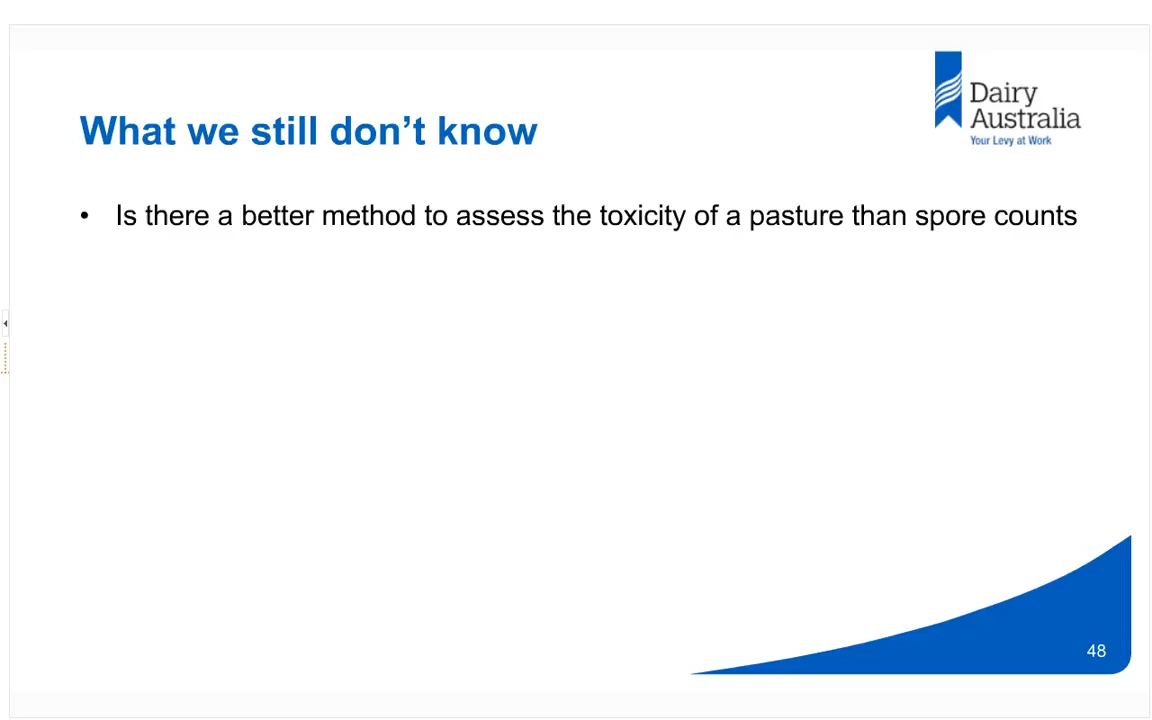 Dairy
Australia
Your Levy at Work
What we still don’t know
• Is there a better method to assess the toxicity of a pasture than spore counts
48